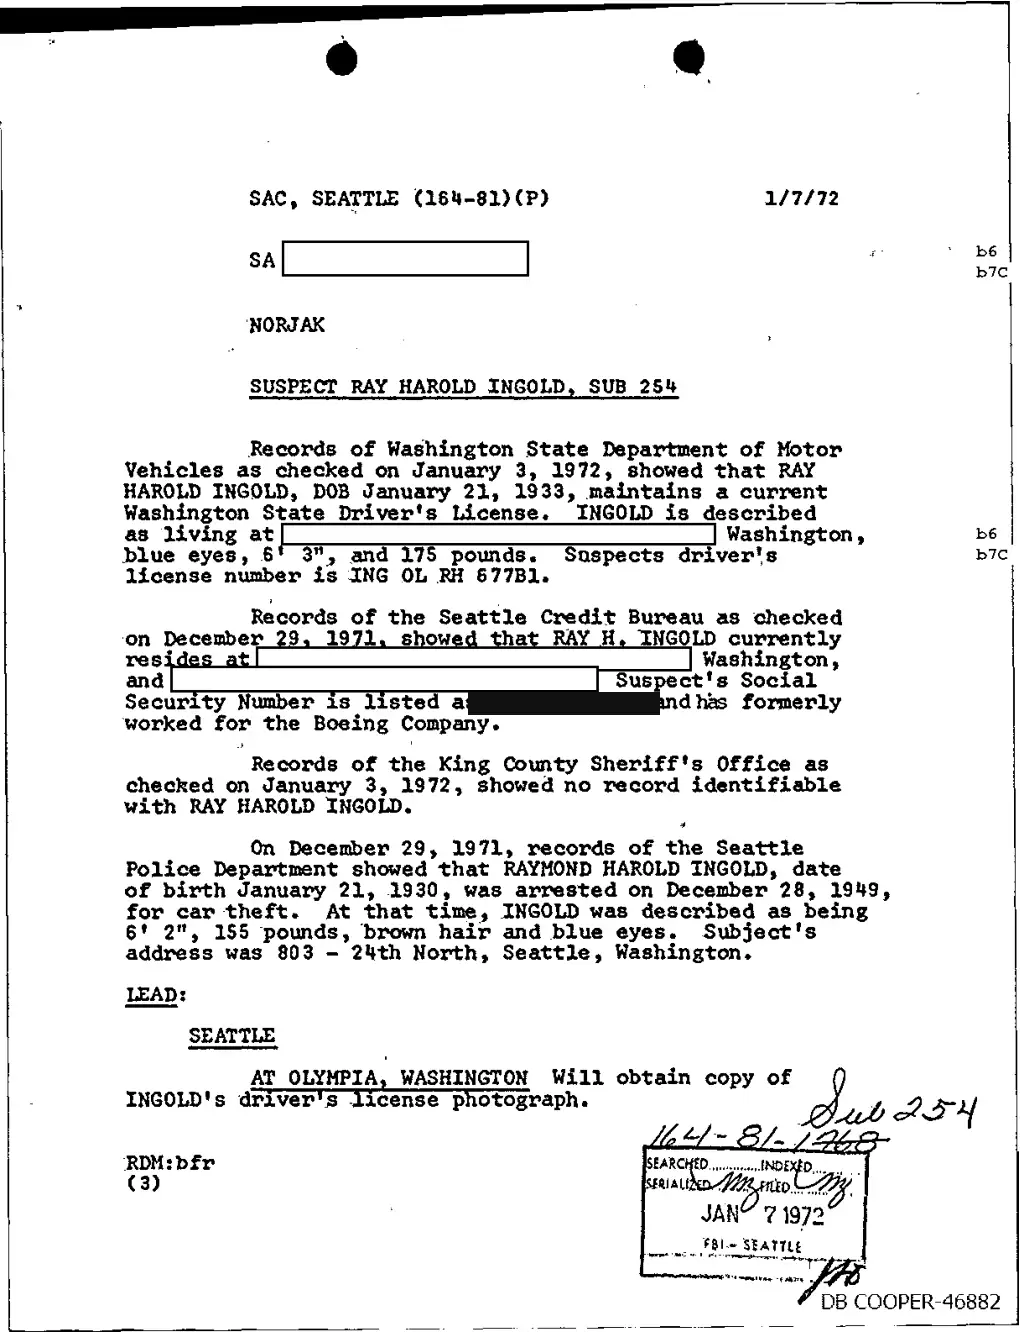 SAC, SEATTLE (164-81)(P) 1/7/72
SA b6
b7C
NORJAK
SUSPECT RAY HAROLD INGOLD, SUB 254
Records of Washington State Department of Motor
Vehicles as checked on January 3, 1972, showed that RAY
HAROLD INGOLD, DOB January 21, 1933, maintains a current
Washington State Driver's License. INGOLD is described
as living at Washington, b6
blue eyes, 6' 3", and 175 pounds. Suspects driver's b7C
license number is ING OL RH 677B1.
Records of the Seattle Credit Bureau as checked
on December 29, 1971, showed that RAY H. INGOLD currently
resides at Washington,
and Suspect's Social
Security Number is listed as and has formerly
worked for the Boeing Company.
Records of the King County Sheriff's Office as
checked on January 3, 1972, showed no record identifiable
with RAY HAROLD INGOLD.
On December 29, 1971, records of the Seattle
Police Department showed that RAYMOND HAROLD INGOLD, date
of birth January 21, 1930, was arrested on December 28, 1949,
for car theft. At that time, INGOLD was described as being
6' 2", 155 pounds, brown hair and blue eyes. Subject's
address was 803 - 24th North, Seattle, Washington.
LEAD:
SEATTLE
AT OLYMPIA, WASHINGTON Will obtain copy of
INGOLD's driver's license photograph.
Sub 254
164-81-1768
RDM:bfr
(3)
SEARCHED INDEXED
SERIALIZED FILED
JAN 7 1972
FBI - SEATTLE
DB COOPER-46882